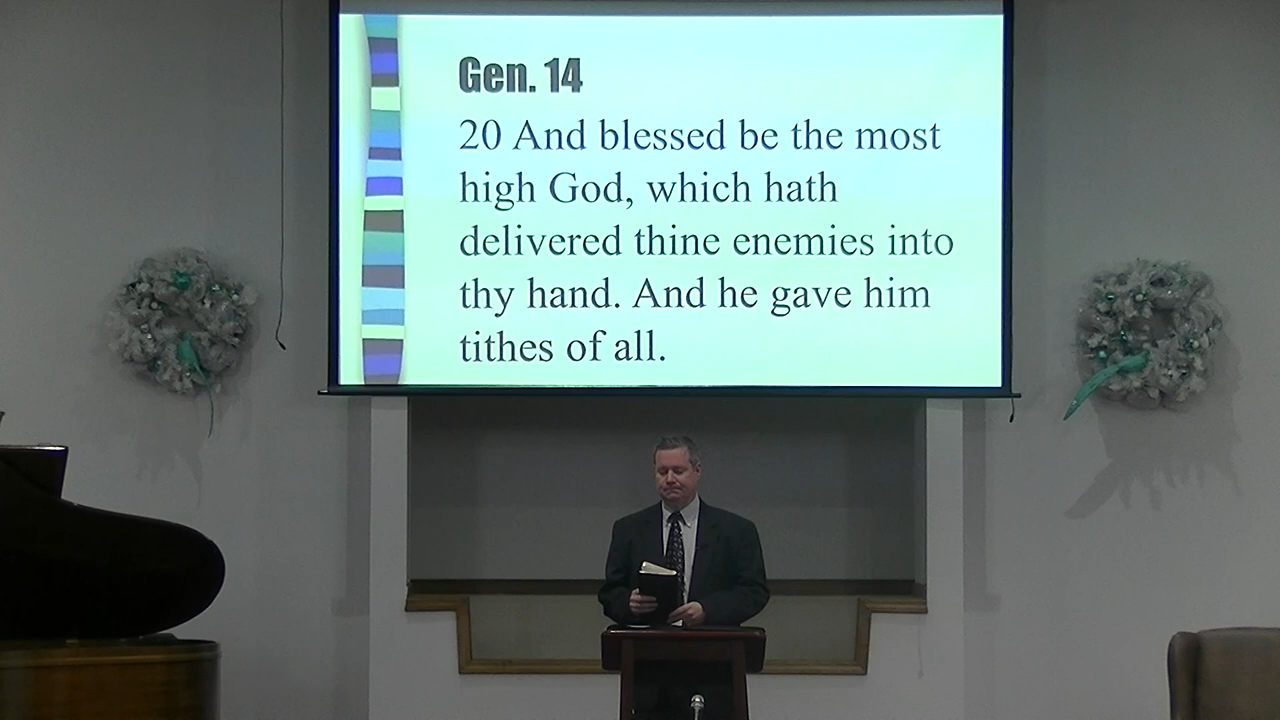 Gen. 14
20 And blessed be the most
high God, which hath
delivered thine enemies into
thy hand. And he gave him
tithes of all.